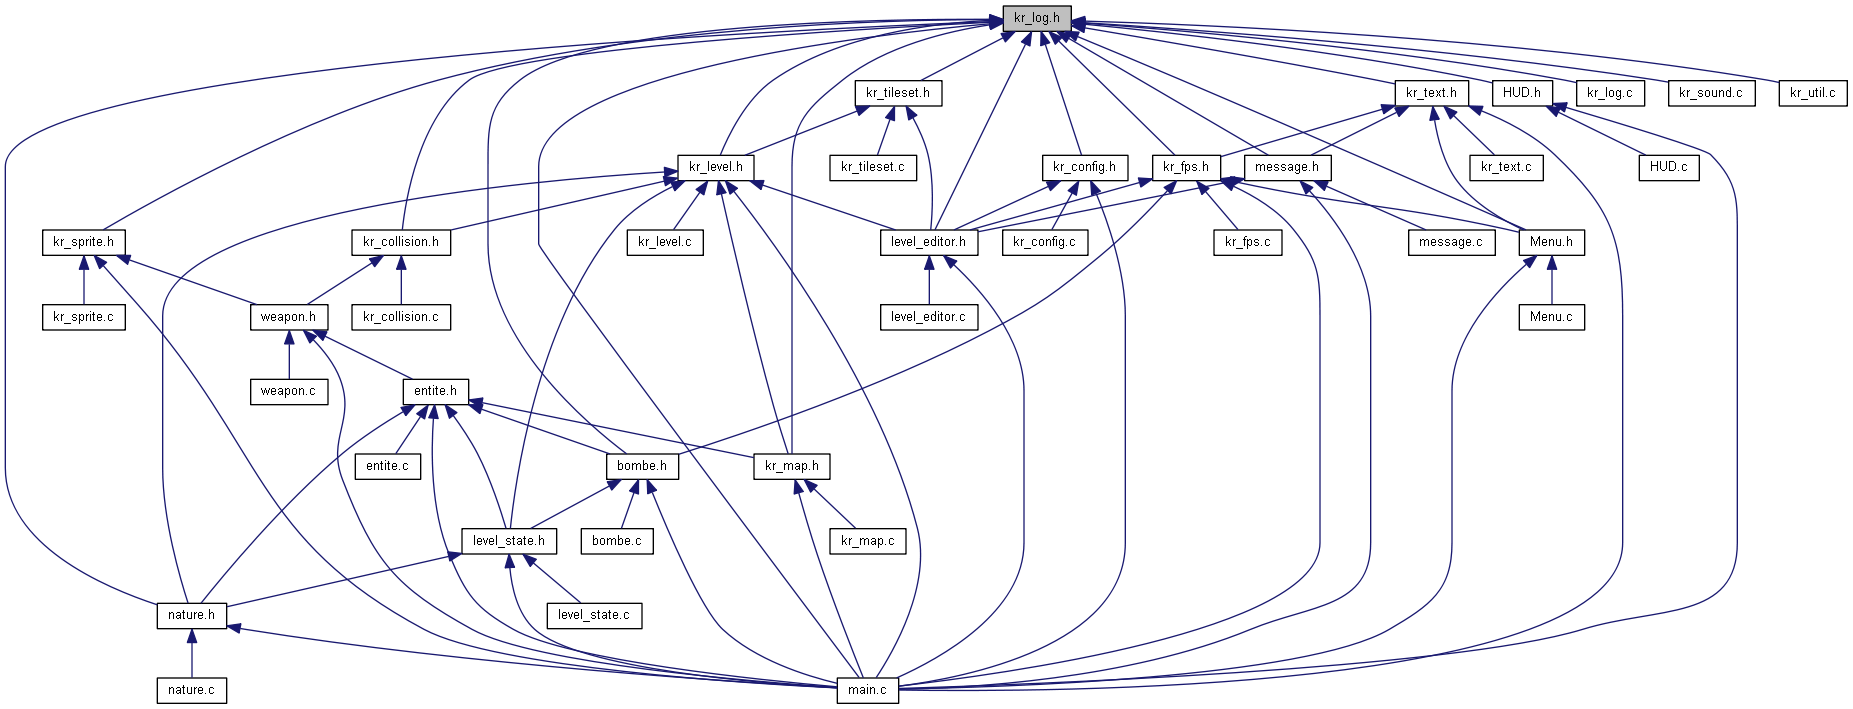 kr_log.h
kr_tileset.h
kr_text.h
HUD.h
kr_log.c
kr_sound.c
kr_util.c
kr_level.h
kr_tileset.c
kr_config.h
kr_fps.h
message.h
kr_text.c
HUD.c
kr_sprite.h
kr_collision.h
kr_level.c
level_editor.h
kr_config.c
kr_fps.c
message.c
Menu.h
kr_sprite.c
weapon.h
kr_collision.c
level_editor.c
Menu.c
weapon.c
entite.h
entite.c
bombe.h
kr_map.h
level_state.h
bombe.c
kr_map.c
nature.h
level_state.c
nature.c
main.c